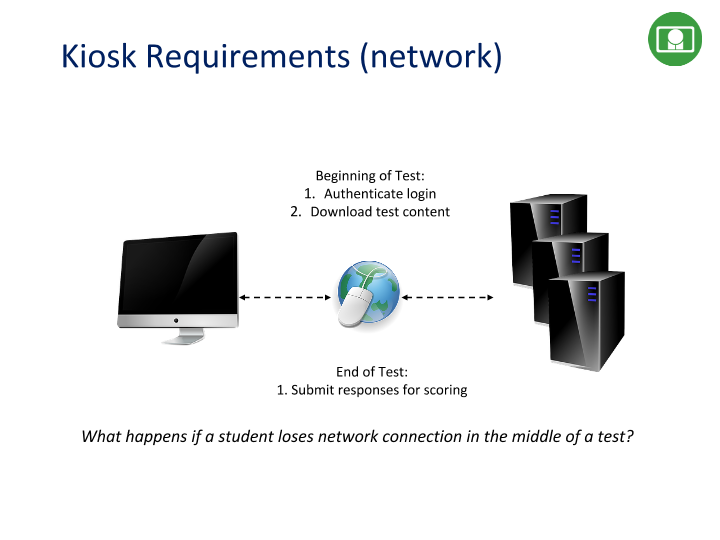 Kiosk Requirements (network)
Beginning of Test:
1. Authenticate login
2. Download test content
End of Test:
1. Submit responses for scoring
What happens if a student loses network connection in the middle of a test?